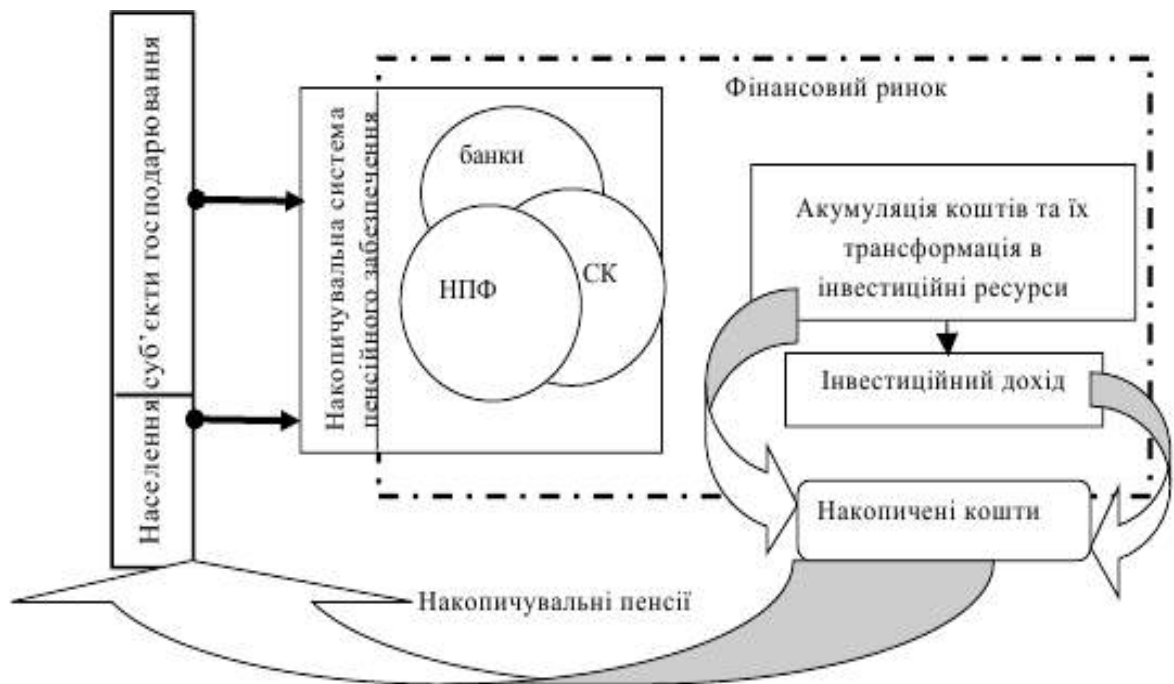 суб’єкти господарювання
Населення
Накопичувальна система
пенсійного забезпечення
банки
НПФ
СК
Фінансовий ринок
Акумуляція коштів та їх
трансформація в
інвестиційні ресурси
Інвестиційний дохід
Накопичені кошти
Накопичувальні пенсії